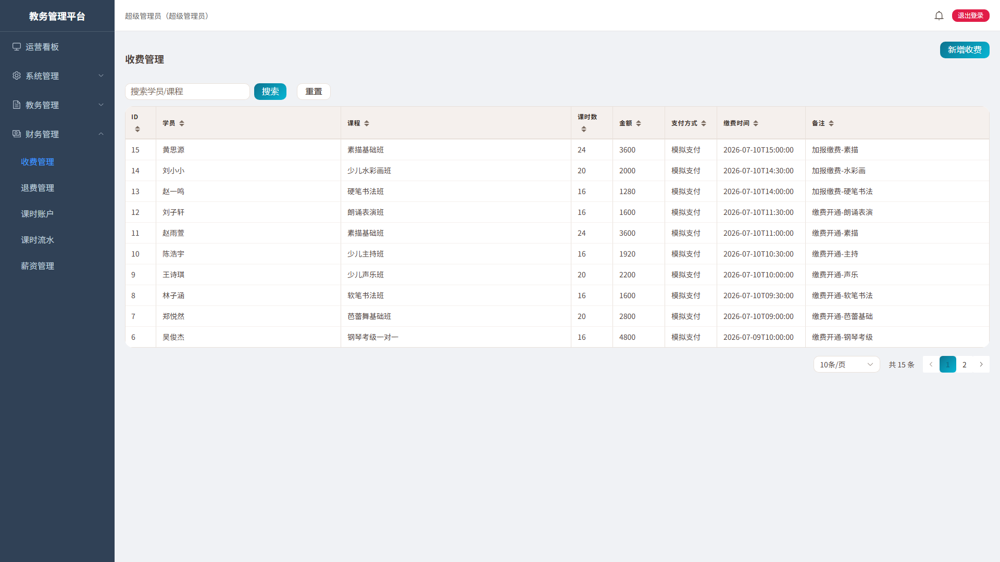 教务管理平台
超级管理员（超级管理员）
退出登录
运营看板
系统管理
教务管理
财务管理
收费管理
退费管理
课时账户
课时流水
薪资管理
收费管理
新增收费
搜索学员/课程 搜索 重置
ID 学员 课程 课时数 金额 支付方式 缴费时间 备注
15 黄思源 素描基础班 24 3600 模拟支付 2026-07-10T15:00:00 加报缴费-素描
14 刘小小 少儿水彩画班 20 2000 模拟支付 2026-07-10T14:30:00 加报缴费-水彩画
13 赵一鸣 硬笔书法班 16 1280 模拟支付 2026-07-10T14:00:00 加报缴费-硬笔书法
12 刘子轩 朗诵表演班 16 1600 模拟支付 2026-07-10T11:30:00 缴费开通-朗诵表演
11 赵雨萱 素描基础班 24 3600 模拟支付 2026-07-10T11:00:00 缴费开通-素描
10 陈浩宇 少儿主持班 16 1920 模拟支付 2026-07-10T10:30:00 缴费开通-主持
9 王诗琪 少儿声乐班 20 2200 模拟支付 2026-07-10T10:00:00 缴费开通-声乐
8 林子涵 软笔书法班 16 1600 模拟支付 2026-07-10T09:30:00 缴费开通-软笔书法
7 郑悦然 芭蕾舞基础班 20 2800 模拟支付 2026-07-10T09:00:00 缴费开通-芭蕾基础
6 吴俊杰 钢琴考级一对一 16 4800 模拟支付 2026-07-09T10:00:00 缴费开通-钢琴考级
10条/页 共 15 条 1 2